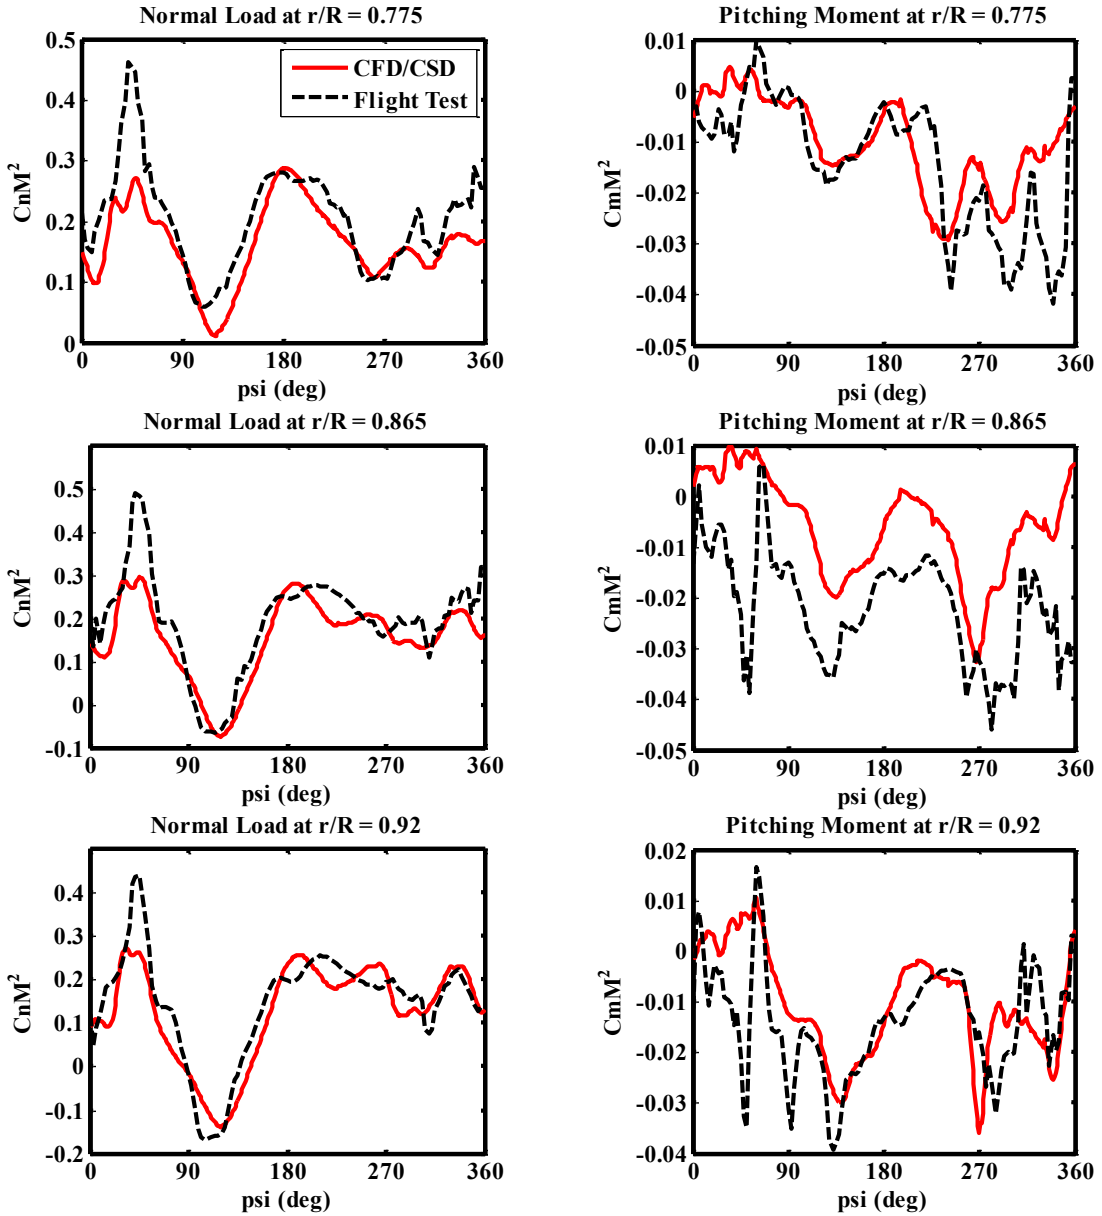 Normal Load at r/R = 0.775
0.5
0.4
0.3
0.2
0.1
0
CnM²
0 90 180 270 360
psi (deg)
CFD/CSD
Flight Test
Pitching Moment at r/R = 0.775
0.01
0
-0.01
-0.02
-0.03
-0.04
-0.05
CmM²
0 90 180 270 360
psi (deg)
Normal Load at r/R = 0.865
0.5
0.4
0.3
0.2
0.1
0
-0.1
CnM²
0 90 180 270 360
psi (deg)
Pitching Moment at r/R = 0.865
0.01
0
-0.01
-0.02
-0.03
-0.04
-0.05
CmM²
0 90 180 270 360
psi (deg)
Normal Load at r/R = 0.92
0.4
0.3
0.2
0.1
0
-0.1
-0.2
CnM²
0 90 180 270 360
psi (deg)
Pitching Moment at r/R = 0.92
0.02
0.01
0
-0.01
-0.02
-0.03
-0.04
CmM²
0 90 180 270 360
psi (deg)